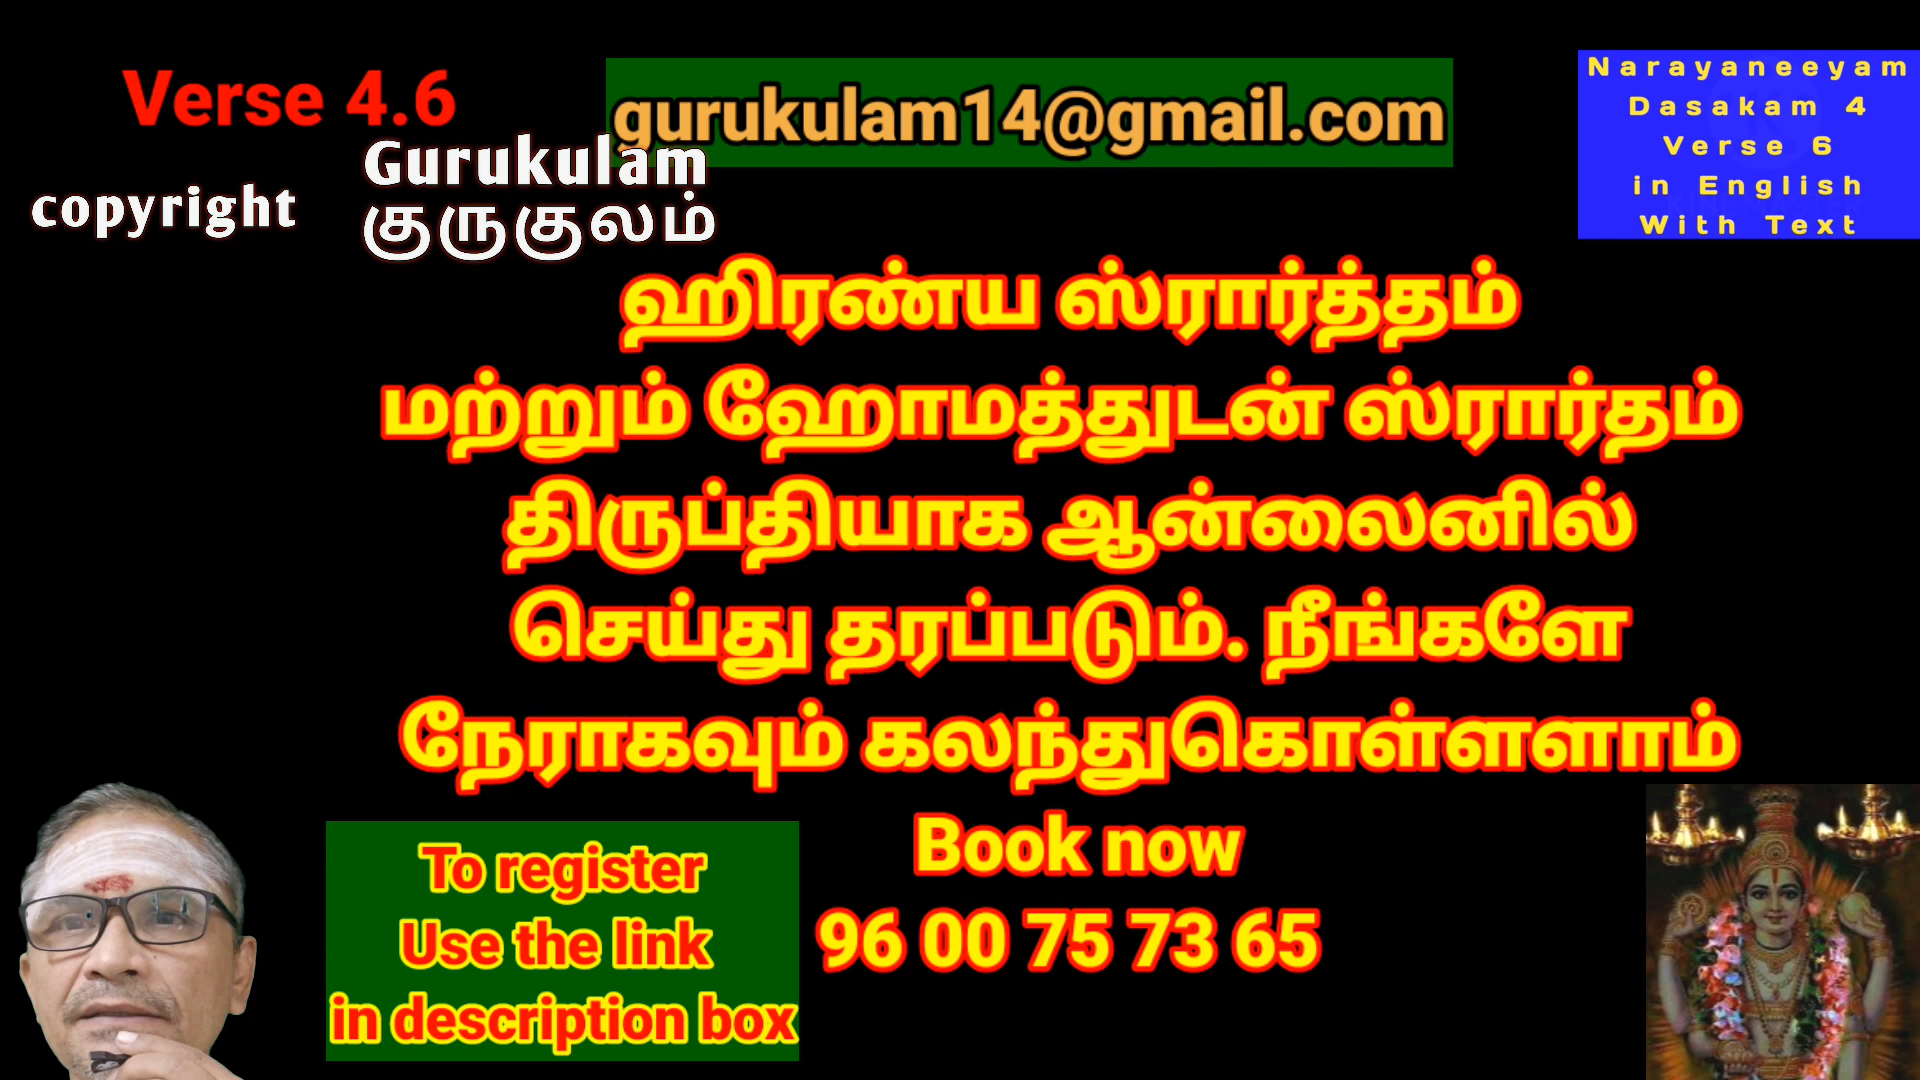 Verse 4.6
gurukulam14@gmail.com
Narayaneeyam
Dasakam 4
Verse 6
in English
With Text
copyright
Gurukulam
குருகுலம்
ஹிரண்ய ஸ்ரார்த்தம்
மற்றும் ஹோமத்துடன் ஸ்ரார்தம்
திருப்தியாக ஆன்லைனில்
செய்து தரப்படும். நீங்களே
நேராகவும் கலந்துகொள்ளளாம்
Book now
96 00 75 73 65
To register
Use the link
in description box